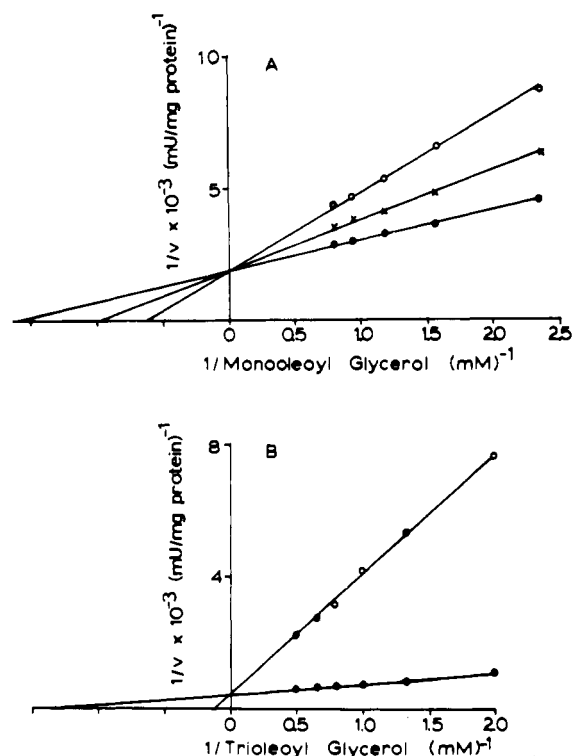 A
10
5
1/v x 10⁻³ (mU/mg protein)⁻¹
0 0.5 1.0 1.5 2.0 2.5
1/Monooleoyl Glycerol (mM)⁻¹
B
8
4
1/v x 10⁻³ (mU/mg protein)⁻¹
0 0.5 1.0 1.5 2.0
1/Trioleoyl Glycerol (mM)⁻¹